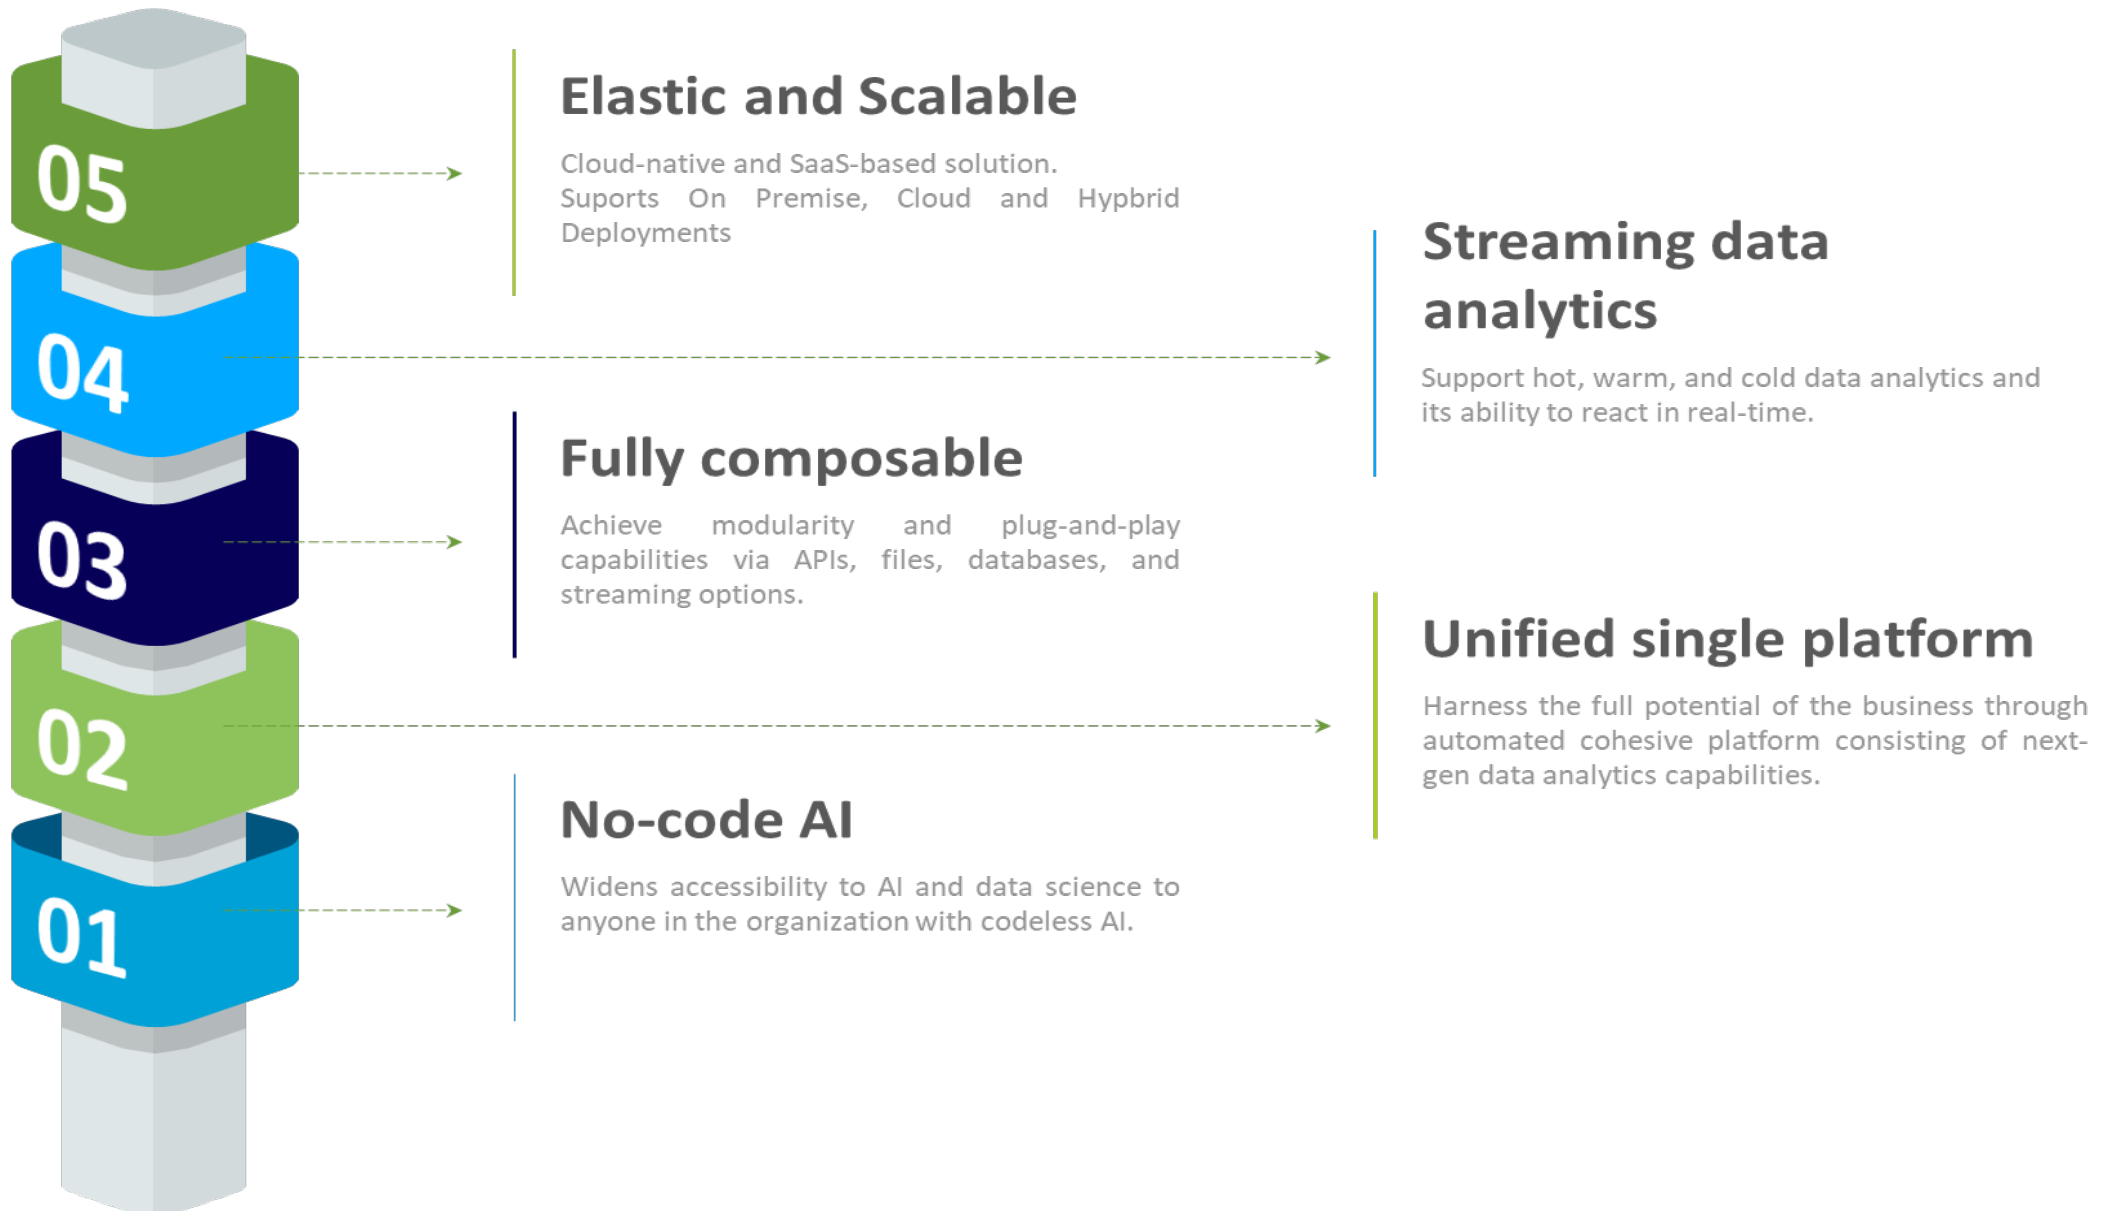 05
Elastic and Scalable
Cloud-native and SaaS-based solution.
Suports On Premise, Cloud and Hypbrid
Deployments
04
Streaming data
analytics
Support hot, warm, and cold data analytics and
its ability to react in real-time.
03
Fully composable
Achieve modularity and plug-and-play
capabilities via APIs, files, databases, and
streaming options.
02
Unified single platform
Harness the full potential of the business through
automated cohesive platform consisting of next-
gen data analytics capabilities.
01
No-code AI
Widens accessibility to AI and data science to
anyone in the organization with codeless AI.